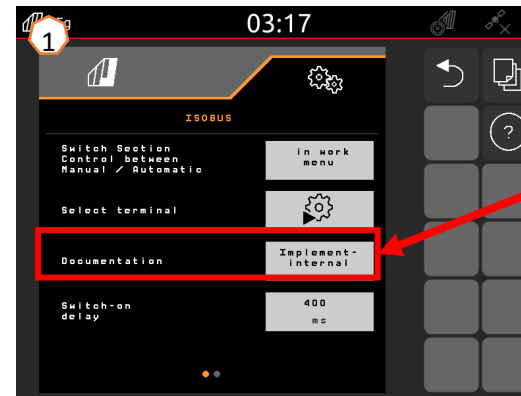 03:17
1
ISOBUS
Switch Section
Control between
Manual / Automatic
in work
menu
Select terminal
Documentation
Implement-
internal
Switch-on
delay
400
ms
?